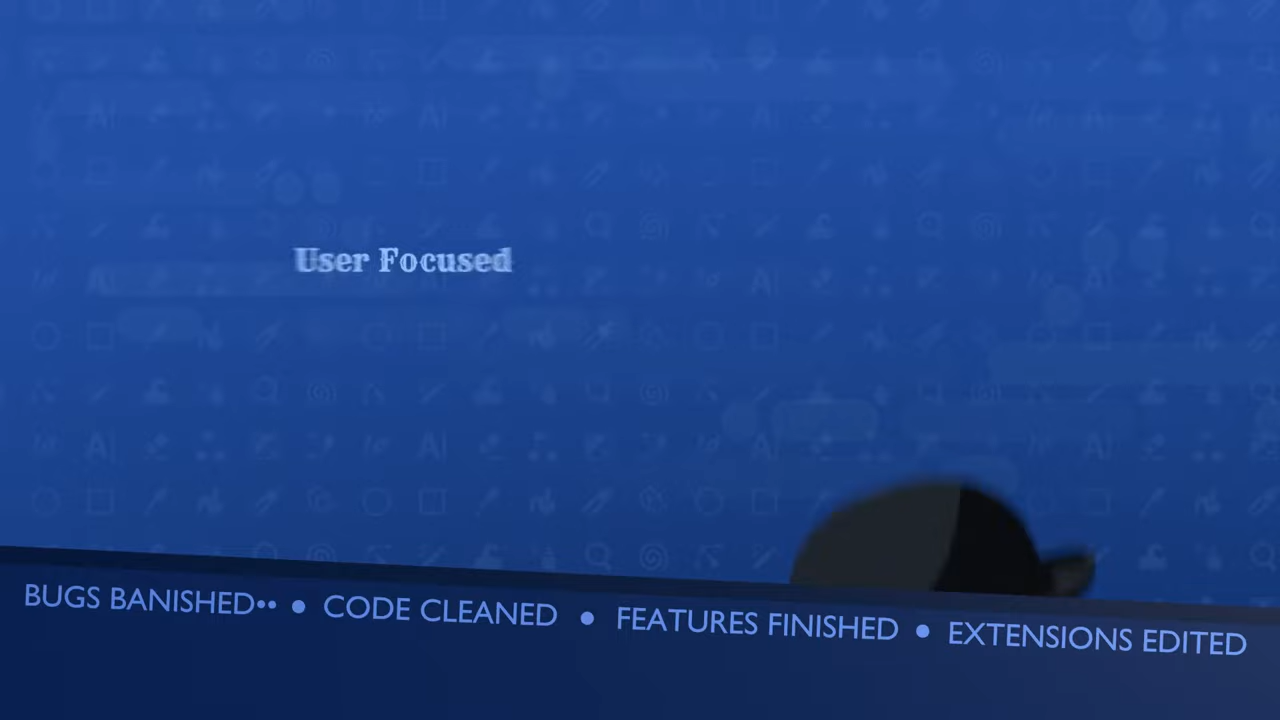 User Focused
BUGS BANISHED•• ● CODE CLEANED ● FEATURES FINISHED ● EXTENSIONS EDITED